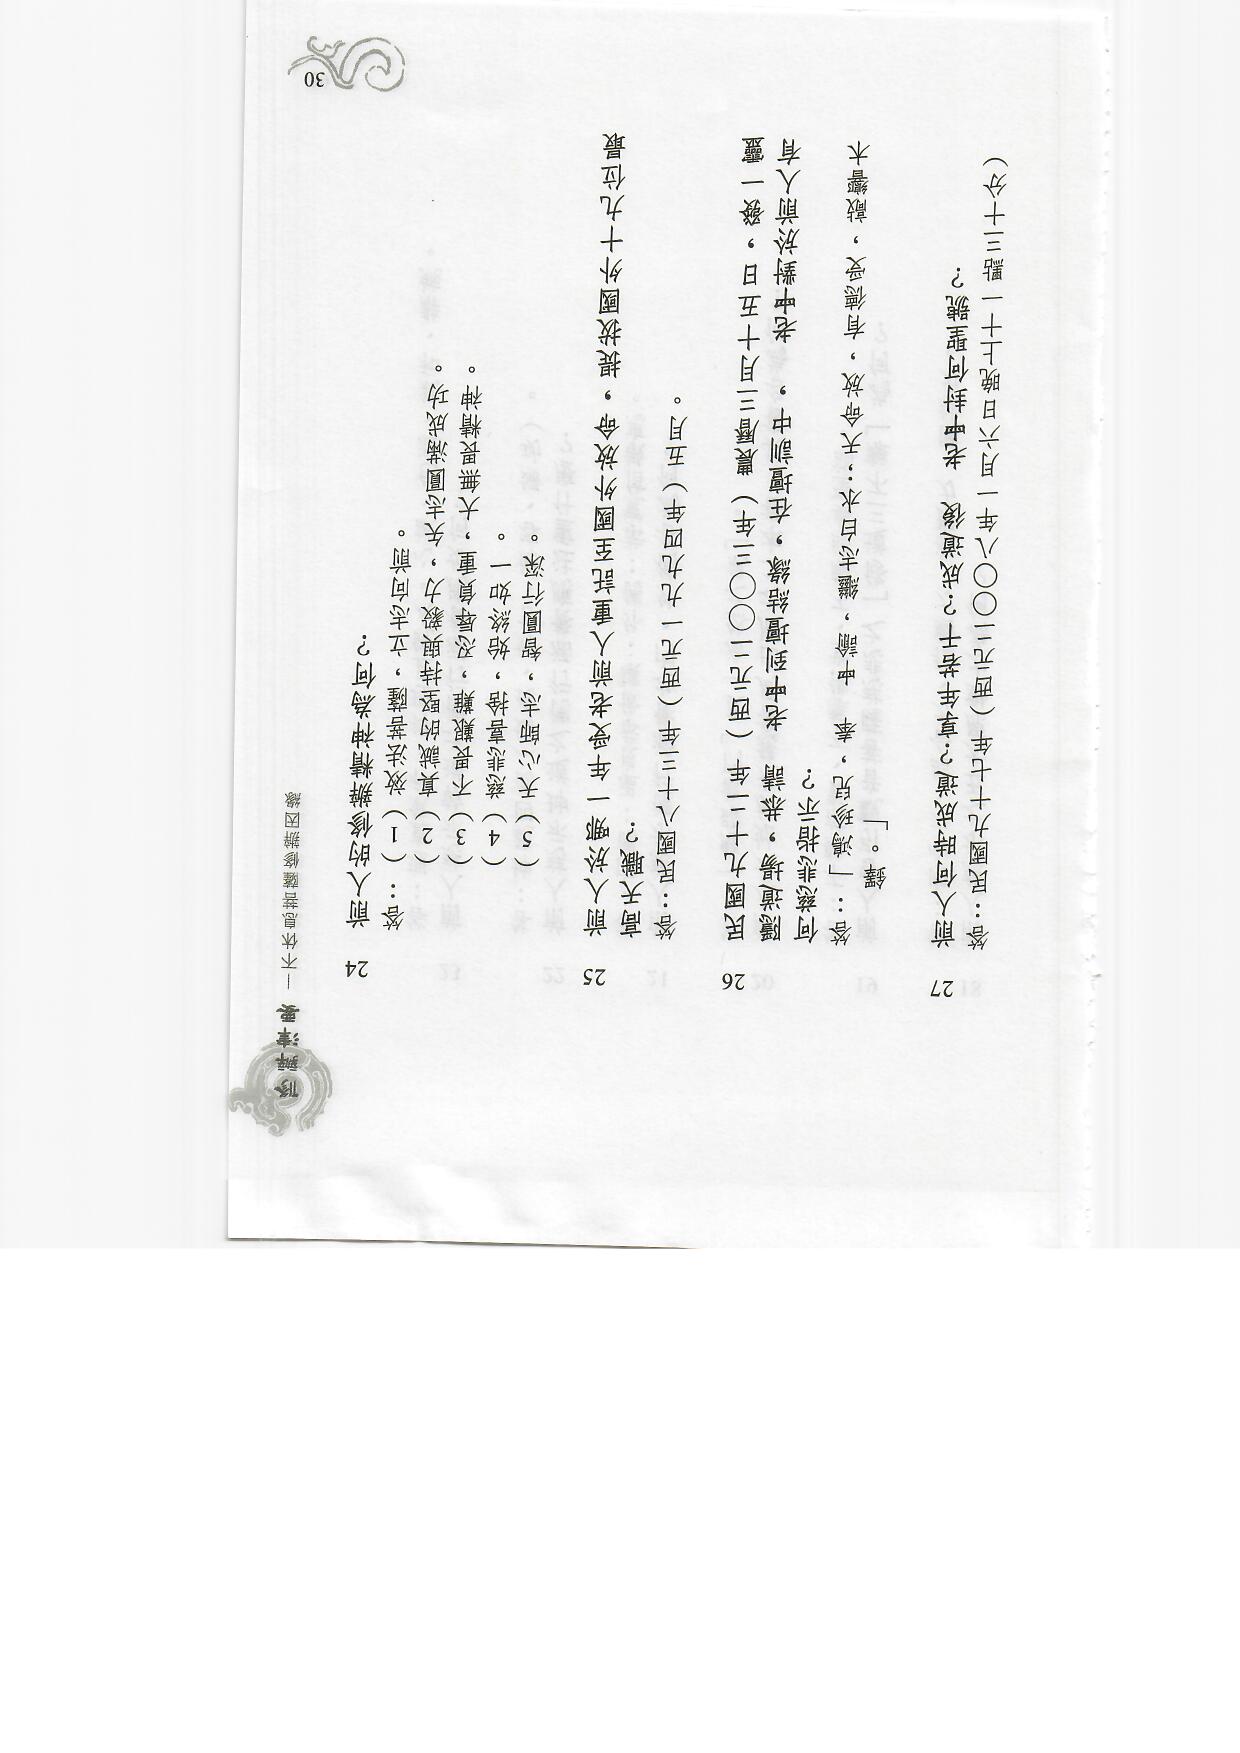 修辦津要
—不休息菩薩修辦因緣
24
前人的修辦精神為何？
答：（1）效法菩薩，立志向前。
（2）真誠的堅持與毅力，矢志圓滿成功。
（3）不畏艱難，忍辱負重，大無畏精神。
（4）慈悲喜捨，始終如一。
（5）天心師志，智圓行深。
25
前人於哪一年受老前人重託至國外放命，提拔國外十九位最
高天職？
答：民國八十三年（西元一九九四年）五月。
26
民國九十二年（西元二〇〇三年）農曆三月十五日，發一靈
隱道場，恭請　老中到壇結緣，在壇訓中，老中對於前人有
何慈悲指示？
答：「鴻珍兒，奉　中諭，繼志白水；天命放，有德受，敲響木
鐸。」
27
前人何時成道？享年若干？成道後　老中封何聖號？
答：民國九十七年（西元二〇〇八年一月六日晚上十一點三十分）
30